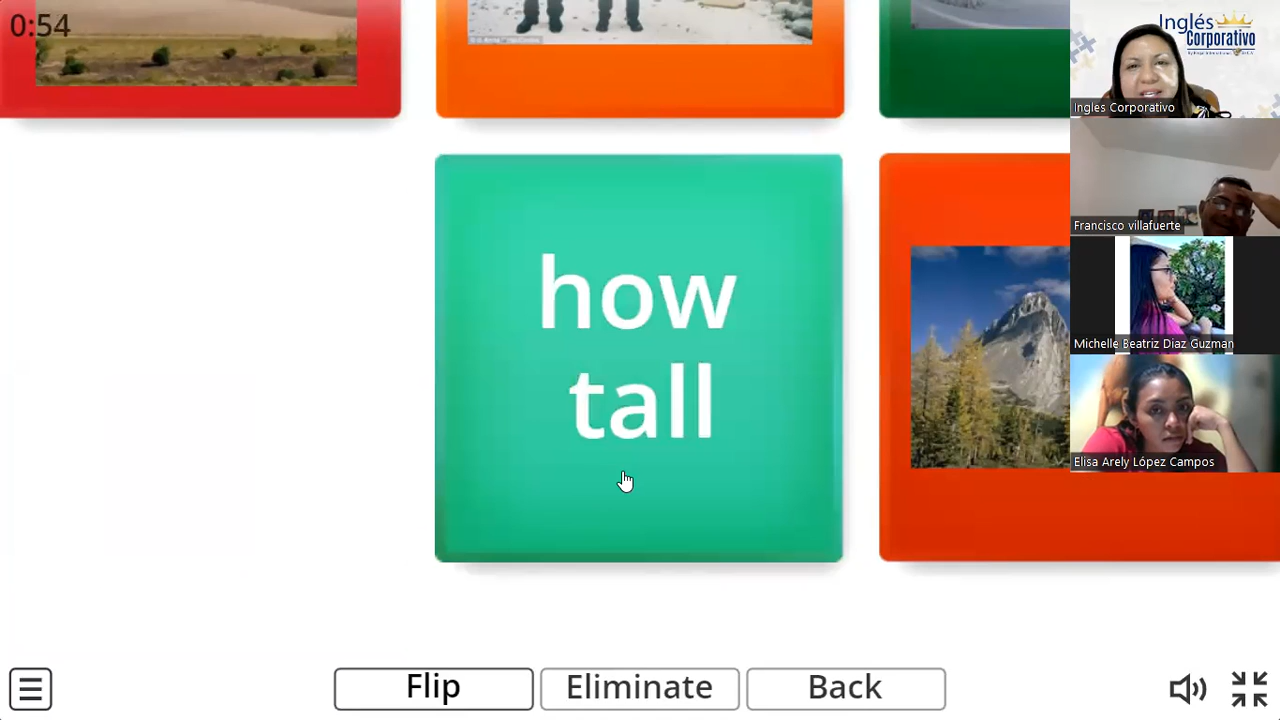 0:54
Inglés
Corporativo
Ingles Corporativo
Francisco villafuerte
Michelle Beatriz Diaz Guzman
Elisa Arely López Campos
how
tall
Flip
Eliminate
Back